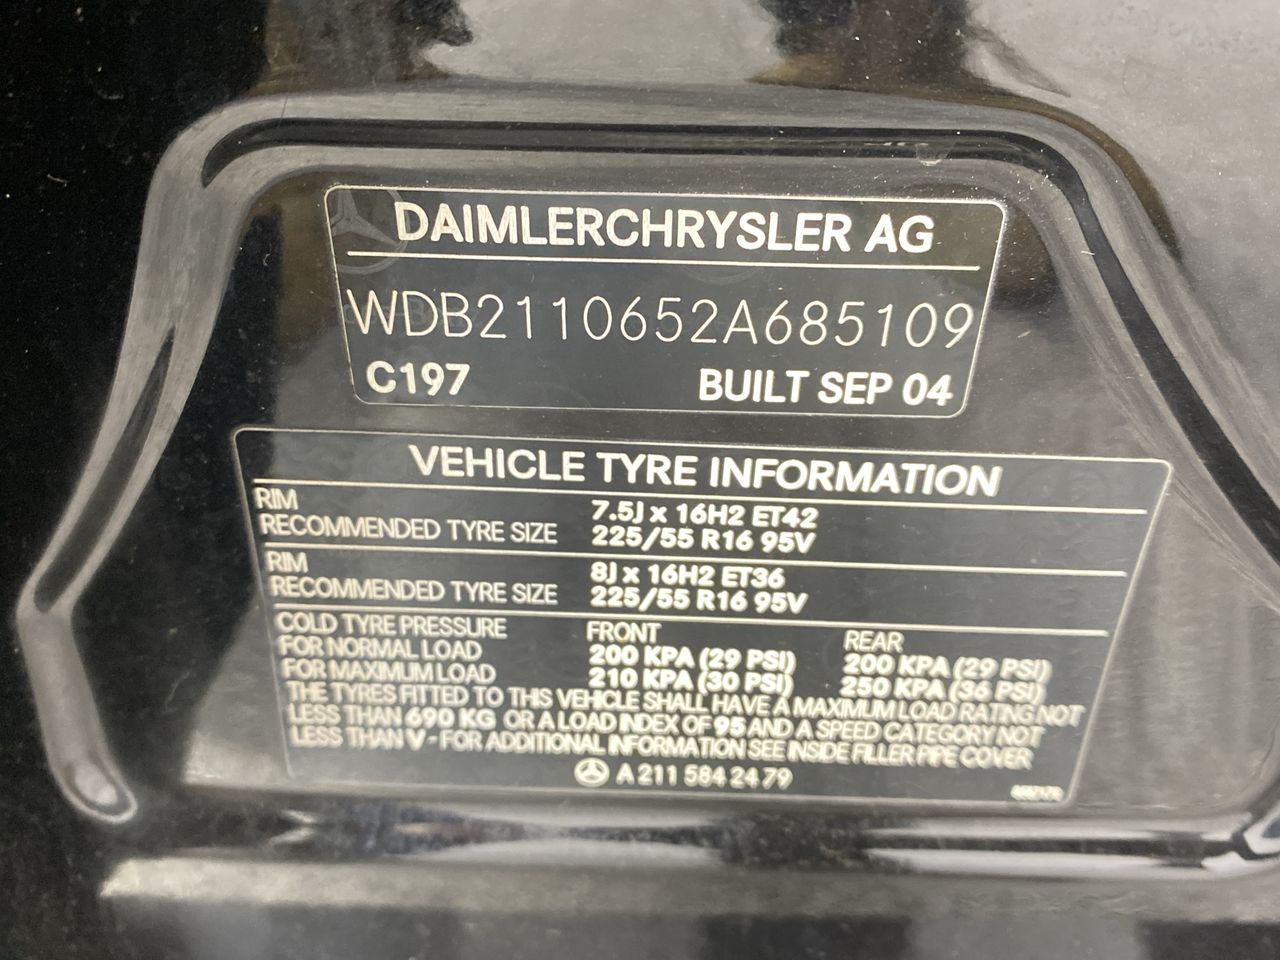 DAIMLERCHRYSLER AG
WDB2110652A685109
C197 BUILT SEP 04
VEHICLE TYRE INFORMATION
RIM 7.5J x 16H2 ET42
RECOMMENDED TYRE SIZE 225/55 R16 95V
RIM 8J x 16H2 ET36
RECOMMENDED TYRE SIZE 225/55 R16 95V
COLD TYRE PRESSURE FRONT REAR
FOR NORMAL LOAD 200 KPA (29 PSI) 200 KPA (29 PSI)
FOR MAXIMUM LOAD 210 KPA (30 PSI) 250 KPA (36 PSI)
THE TYRES FITTED TO THIS VEHICLE SHALL HAVE A MAXIMUM LOAD RATING NOT
LESS THAN 690 KG OR A LOAD INDEX OF 95 AND A SPEED CATEGORY NOT
LESS THAN V - FOR ADDITIONAL INFORMATION SEE INSIDE FILLER PIPE COVER
A 211 584 24 79